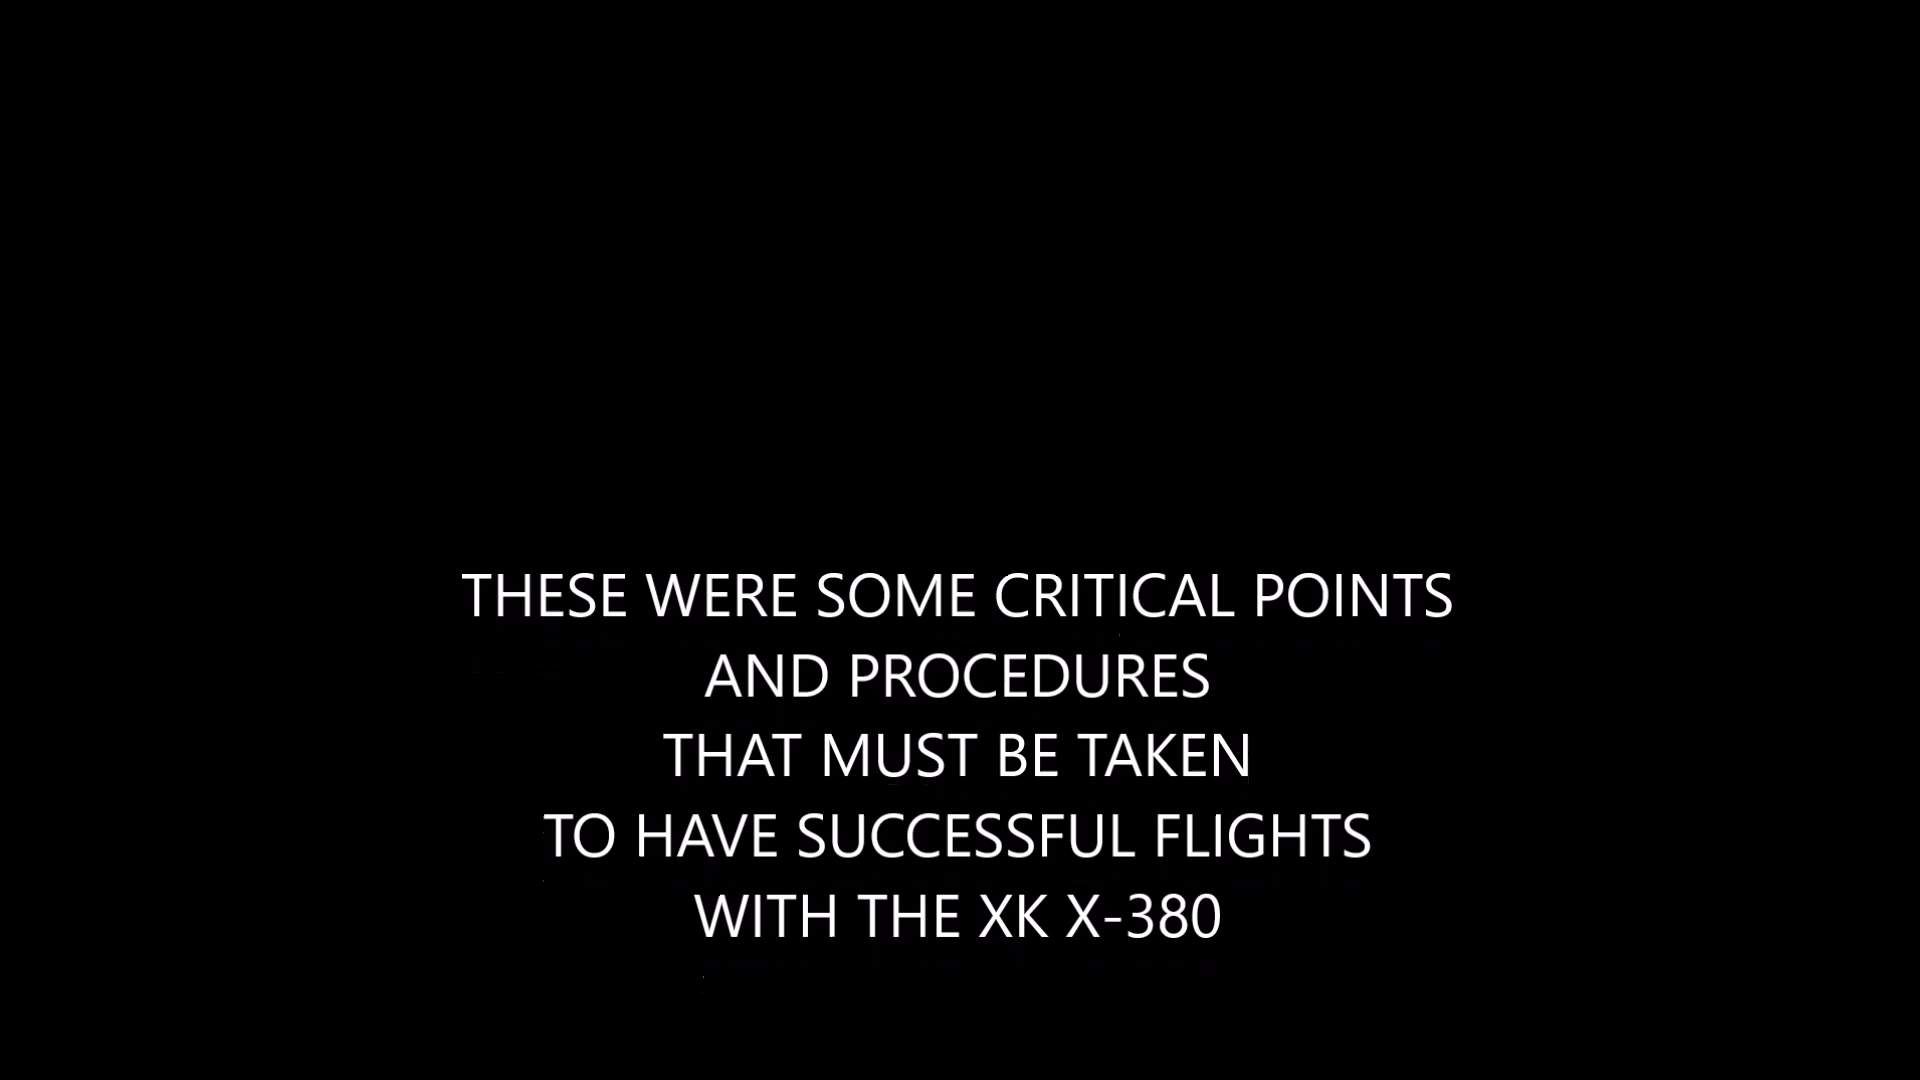 THESE WERE SOME CRITICAL POINTS
AND PROCEDURES
THAT MUST BE TAKEN
TO HAVE SUCCESSFUL FLIGHTS
WITH THE XK X-380